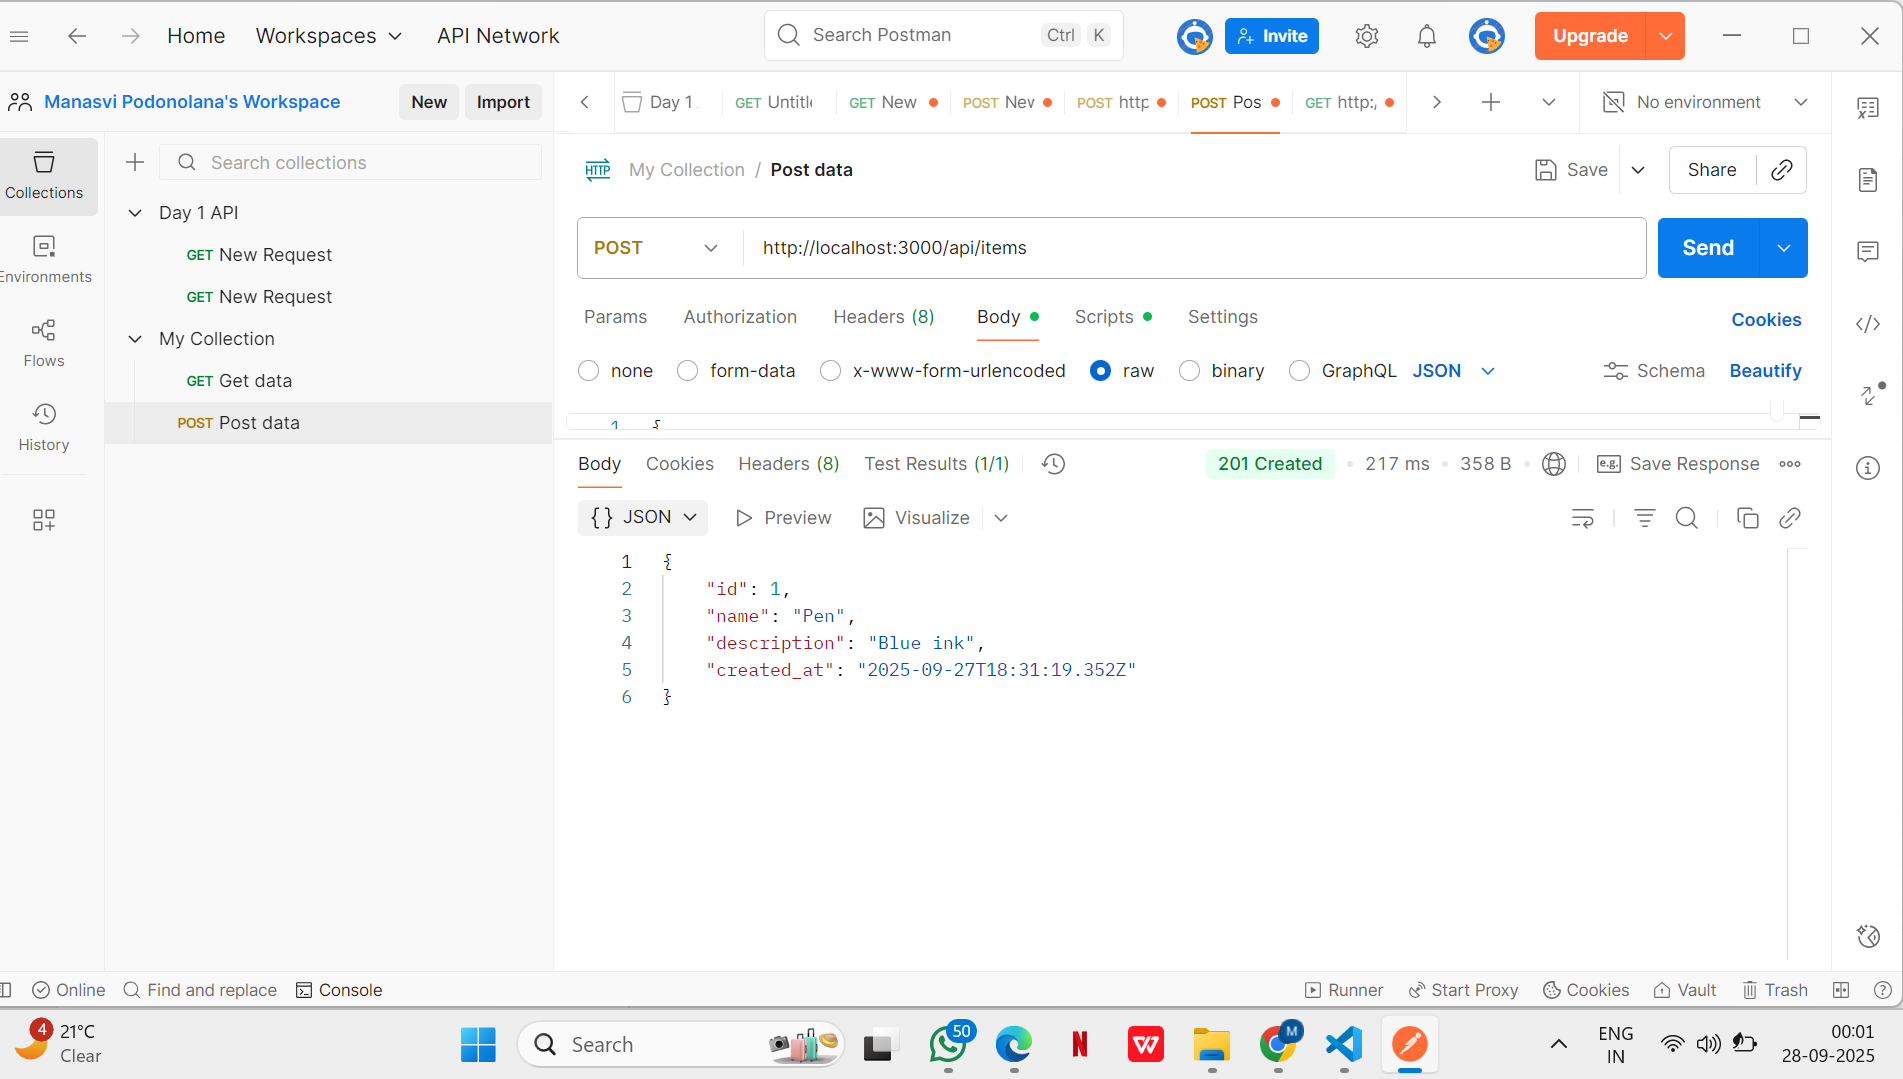 Home Workspaces API Network Search Postman Ctrl K Invite Upgrade
Manasvi Podonolana's Workspace New Import Day 1 GET Untitl GET New POST Nev POST http POST Pos GET http:/ No environment
Collections
Search collections
My Collection / Post data Save Share
Day 1 API
GET New Request
GET New Request
My Collection
GET Get data
POST Post data
Environments
Flows
History
POST http://localhost:3000/api/items Send
Params Authorization Headers (8) Body Scripts Settings Cookies
none form-data x-www-form-urlencoded raw binary GraphQL JSON Schema Beautify
1 {
Body Cookies Headers (8) Test Results (1/1) 201 Created 217 ms 358 B e.g. Save Response
{} JSON Preview Visualize
1 {
2 "id": 1,
3 "name": "Pen",
4 "description": "Blue ink",
5 "created_at": "2025-09-27T18:31:19.352Z"
6 }
Online Find and replace Console Runner Start Proxy Cookies Vault Trash
4 21°C
Clear
Search
50
M
ENG
IN
00:01
28-09-2025